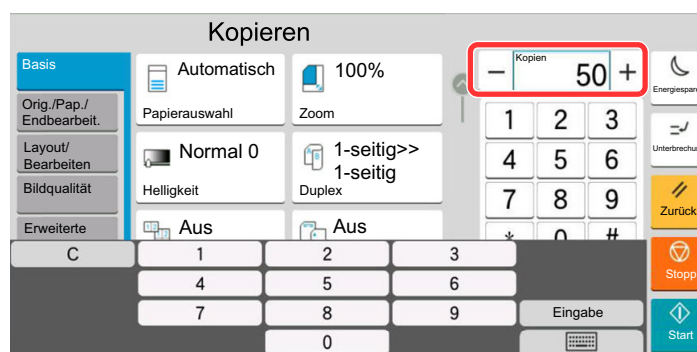 Kopieren
Basis
Orig./Pap./
Endbearbeit.
Layout/
Bearbeiten
Bildqualität
Erweiterte
Automatisch
Papierauswahl
100%
Zoom
Normal 0
Helligkeit
1-seitig>>
1-seitig
Duplex
Aus
Aus
Kopien
− 50 +
1 2 3
4 5 6
7 8 9
* 0 #
Energiespare
Unterbrechu
Zurück
Stopp
Start
C 1 2 3
4 5 6
7 8 9
0
Eingabe